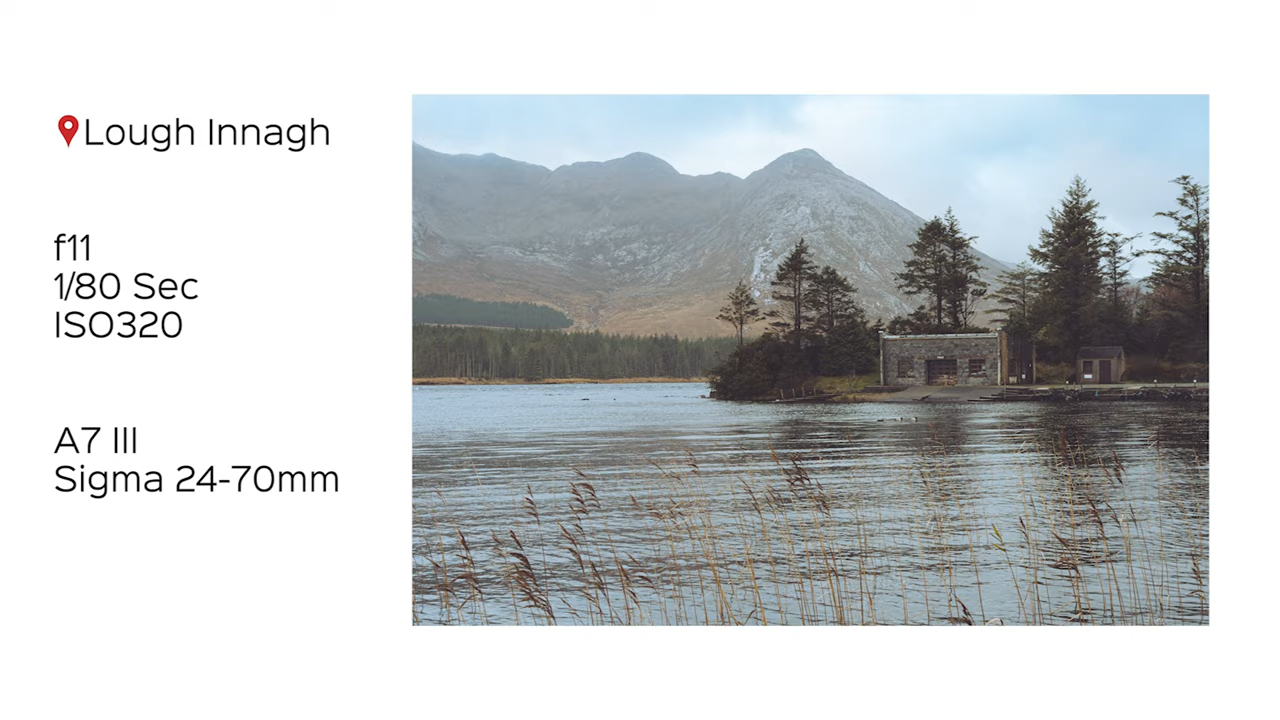 Lough Innagh
f11
1/80 Sec
ISO320
A7 III
Sigma 24-70mm